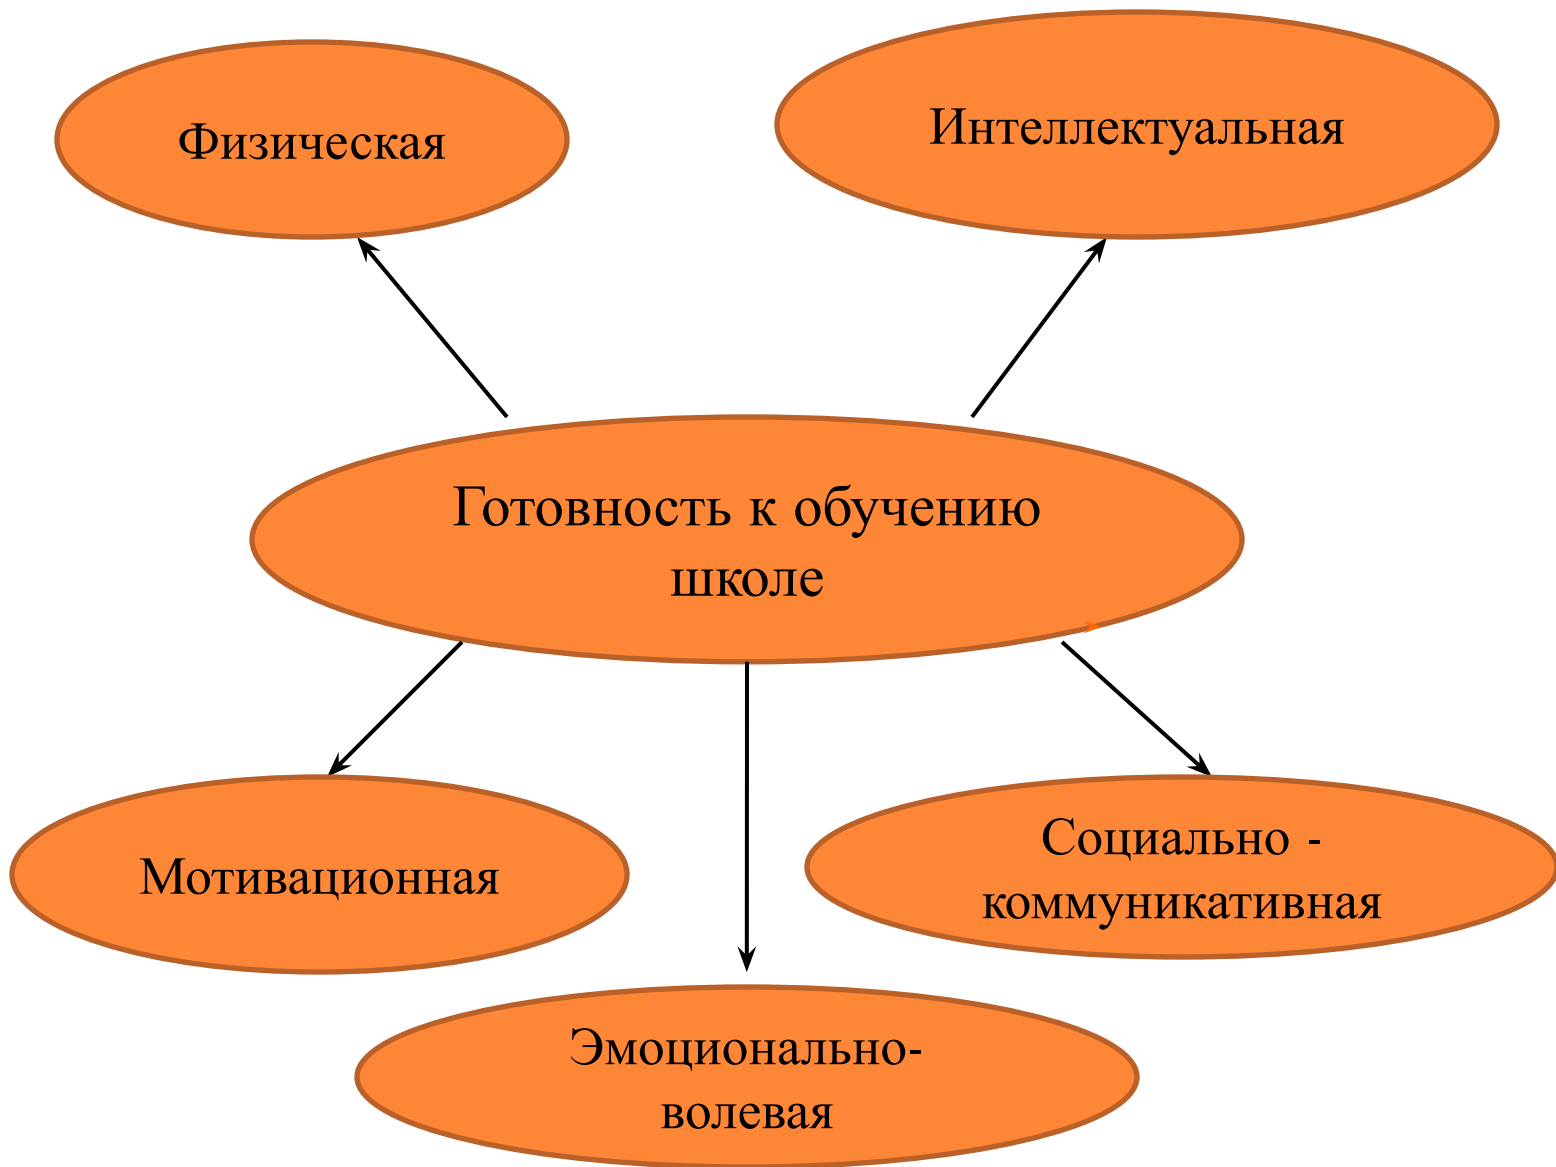 Физическая
Интеллектуальная
Готовность к обучению
школе
Мотивационная
Социально -
коммуникативная
Эмоционально-
волевая